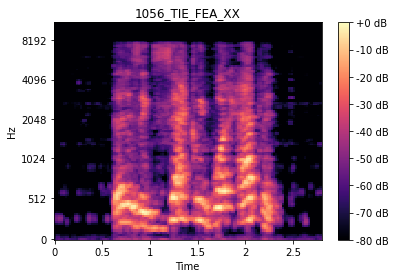 1056_TIE_FEA_XX
+0 dB
8192
-10 dB
4096
-20 dB
-30 dB
Hz
2048
-40 dB
1024
-50 dB
512
-60 dB
-70 dB
0
-80 dB
0 0.5 1 1.5 2 2.5
Time